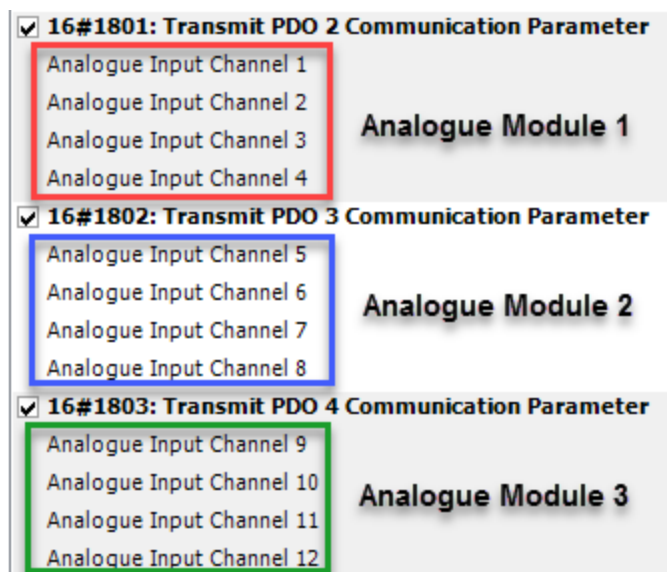 16#1801: Transmit PDO 2 Communication Parameter
Analogue Input Channel 1
Analogue Input Channel 2
Analogue Input Channel 3
Analogue Input Channel 4
Analogue Module 1
16#1802: Transmit PDO 3 Communication Parameter
Analogue Input Channel 5
Analogue Input Channel 6
Analogue Input Channel 7
Analogue Input Channel 8
Analogue Module 2
16#1803: Transmit PDO 4 Communication Parameter
Analogue Input Channel 9
Analogue Input Channel 10
Analogue Input Channel 11
Analogue Input Channel 12
Analogue Module 3